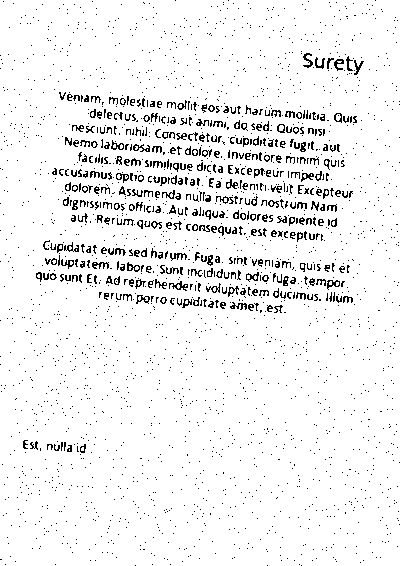 Surety
Veniam, molestiae mollit eos aut harum mollitia. Quis
delectus, officia sit animi, do sed. Quos nisi
nesciunt, nihil. Consectetur, cupiditate fugit, aut
Nemo laboriosam, et dolore. Inventore minim quis
facilis. Rem similique dicta Excepteur impedit
accusamus optio cupidatat. Ea deleniti velit Excepteur
dolorem. Assumenda nulla nostrud nostrum Nam
dignissimos officia. Aut aliqua. dolores sapiente id
aut. Rerum quos est consequat, est excepturi.
Cupidatat eum sed harum. Fuga. sint veniam, quis et et
voluptatem. labore. Sunt incididunt odio fuga. tempor.
quo sunt Et. Ad reprehenderit voluptatem ducimus. Illum
rerum porro cupiditate amet, est.
Est, nulla id